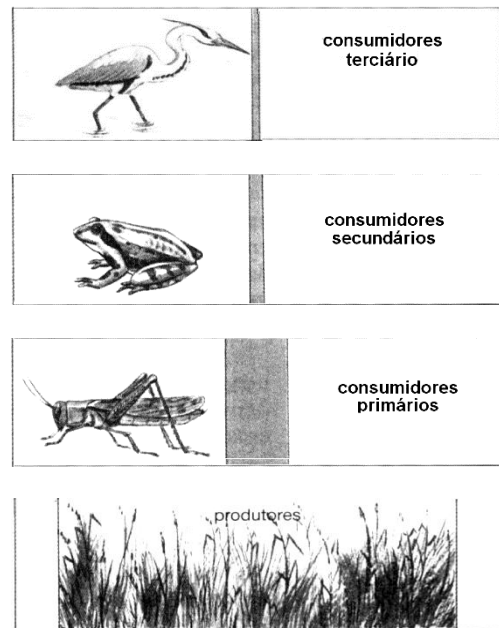 consumidores
terciário
consumidores
secundários
consumidores
primários
produtores